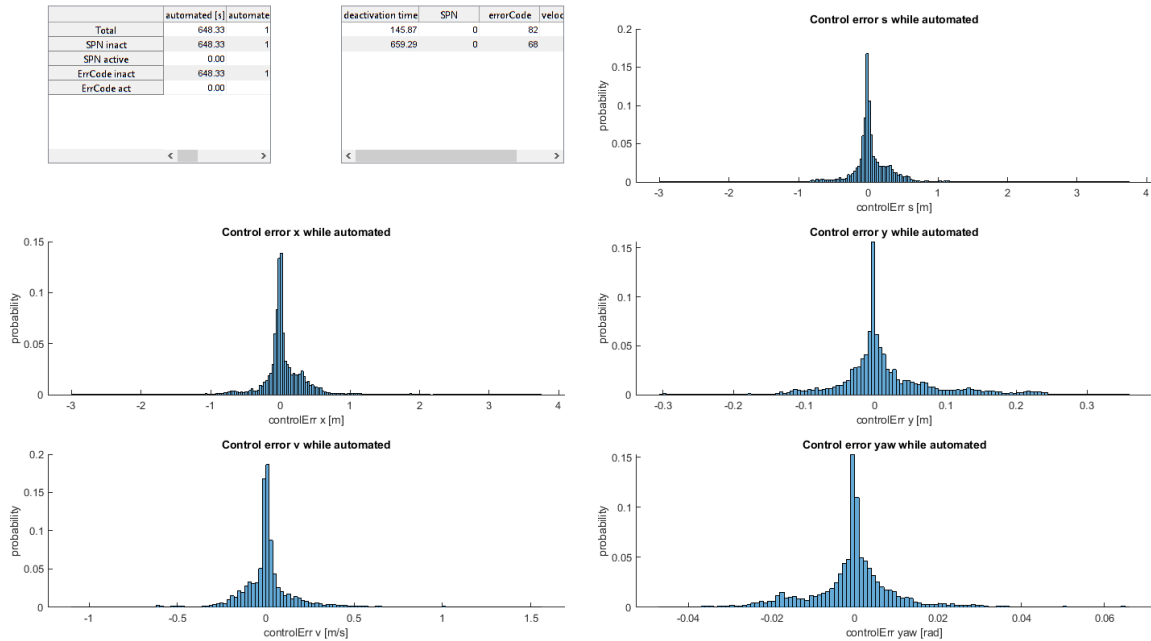 automated [s] automate
Total 648.33 1
SPN inact 648.33 1
SPN active 0.00
ErrCode inact 648.33 1
ErrCode act 0.00
deactivation time SPN errorCode veloc
145.87 0 82
659.29 0 68
Control error s while automated
probability
0.2
0.15
0.1
0.05
0
-3 -2 -1 0 1 2 3 4
controlErr s [m]
Control error x while automated
probability
0.15
0.1
0.05
0
-3 -2 -1 0 1 2 3 4
controlErr x [m]
Control error y while automated
probability
0.15
0.1
0.05
0
-0.3 -0.2 -0.1 0 0.1 0.2 0.3
controlErr y [m]
Control error v while automated
probability
0.2
0.15
0.1
0.05
0
-1 -0.5 0 0.5 1 1.5
controlErr v [m/s]
Control error yaw while automated
probability
0.15
0.1
0.05
0
-0.04 -0.02 0 0.02 0.04 0.06
controlErr yaw [rad]